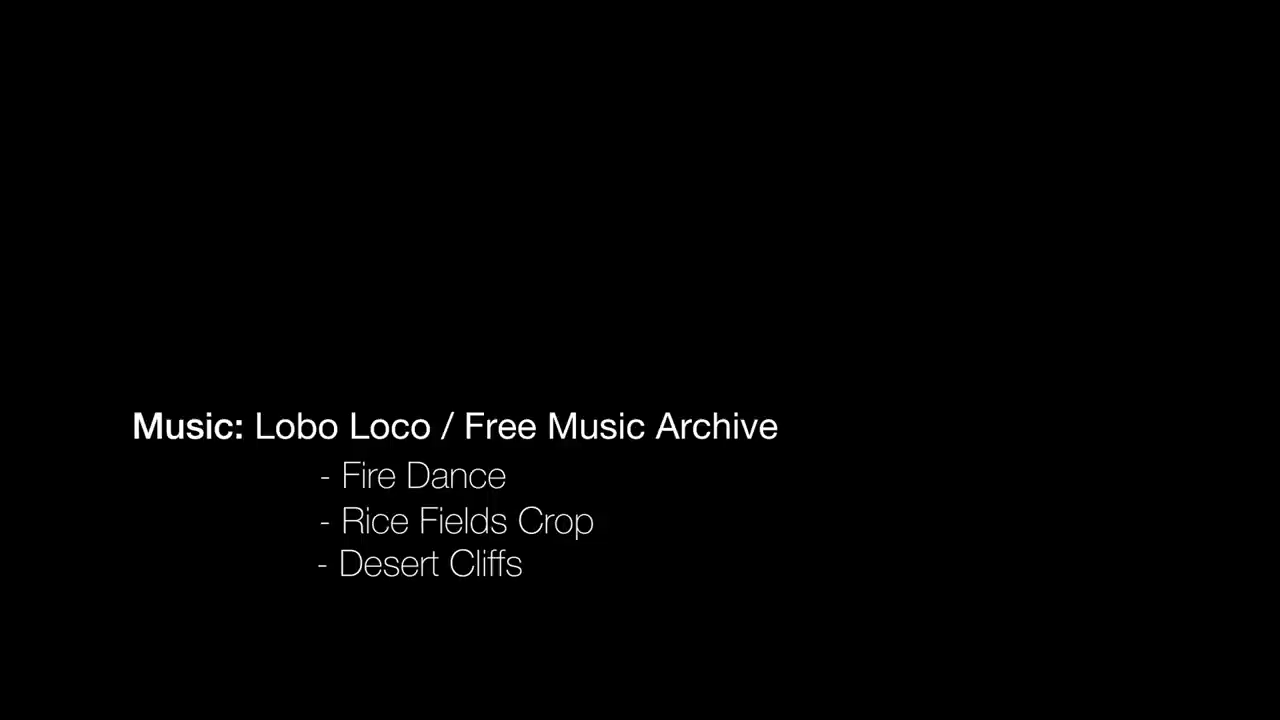 Music: Lobo Loco / Free Music Archive
- Fire Dance
- Rice Fields Crop
- Desert Cliffs